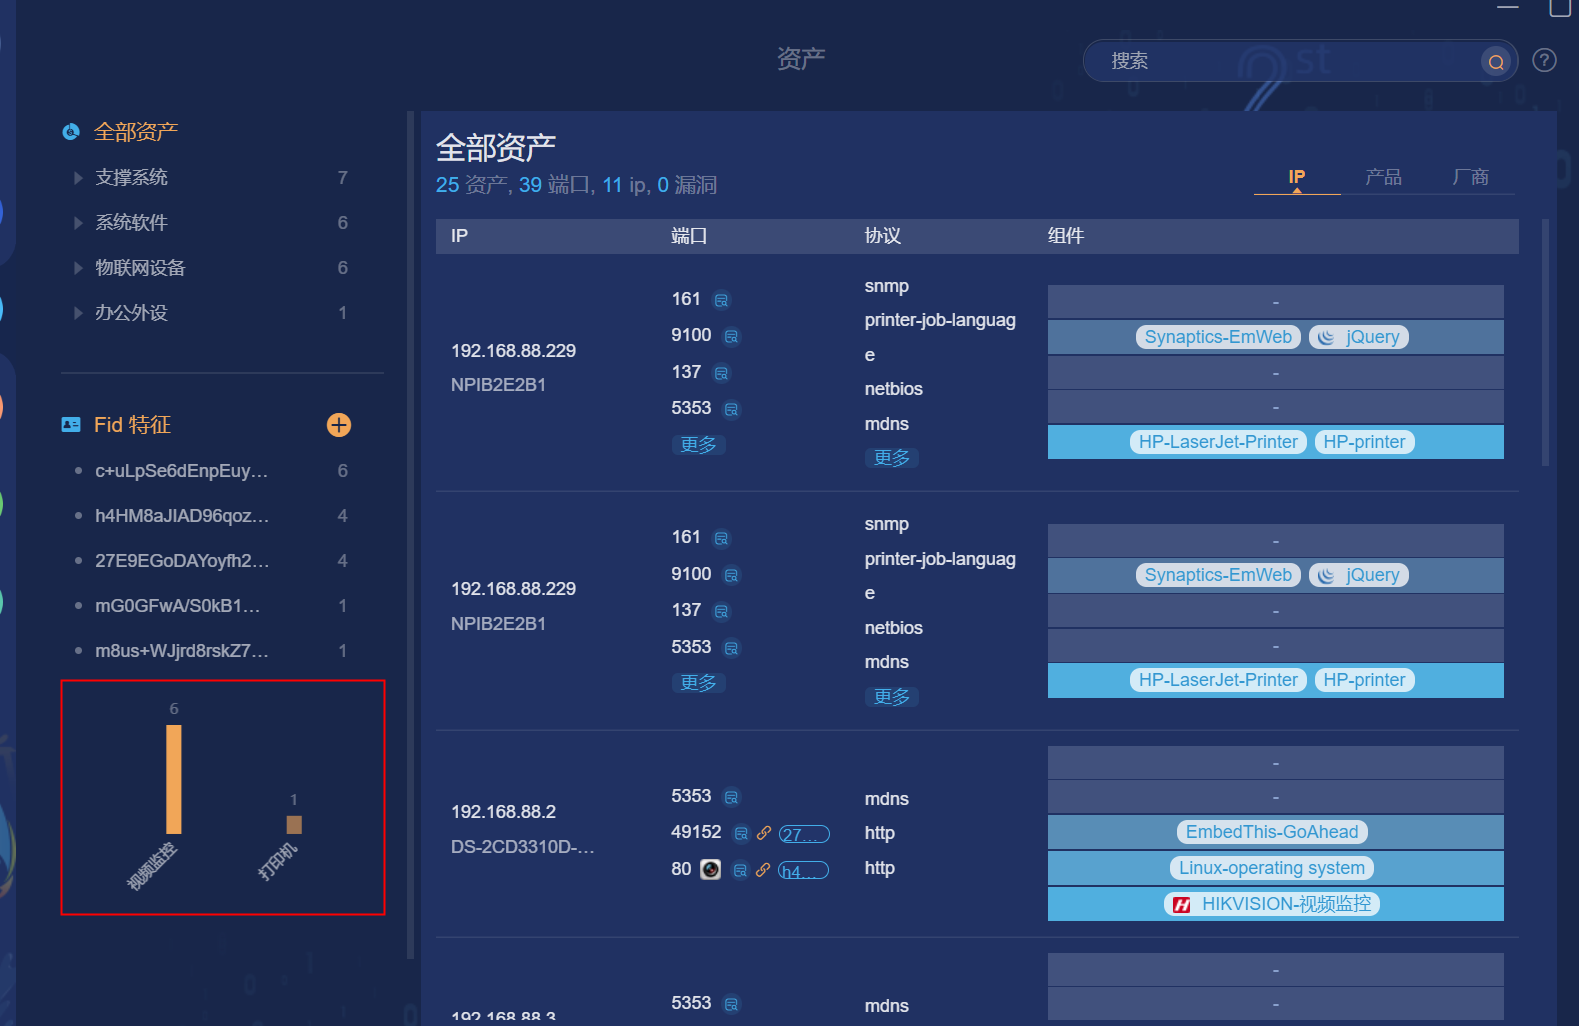 资产
搜索
全部资产
支撑系统 7
系统软件 6
物联网设备 6
办公外设 1
Fid 特征
c+uLpSe6dEnpEuy... 6
h4HM8aJIAD96qoz... 4
27E9EGoDAYoyfh2... 4
mG0GFwA/S0kB1... 1
m8us+WJjrd8rskZ7... 1
6
1
视频监控
打印机
全部资产
25 资产, 39 端口, 11 ip, 0 漏洞
IP 产品 厂商
IP 端口 协议 组件
192.168.88.229
NPIB2E2B1
161
9100
137
5353
更多
snmp
printer-job-languag
e
netbios
mdns
更多
-
Synaptics-EmWeb jQuery
-
-
HP-LaserJet-Printer HP-printer
192.168.88.229
NPIB2E2B1
161
9100
137
5353
更多
snmp
printer-job-languag
e
netbios
mdns
更多
-
Synaptics-EmWeb jQuery
-
-
HP-LaserJet-Printer HP-printer
192.168.88.2
DS-2CD3310D-...
5353
49152 27...
80 h4...
mdns
http
http
-
-
EmbedThis-GoAhead
Linux-operating system
HIKVISION-视频监控
192.168.88.3
5353
mdns
-
-